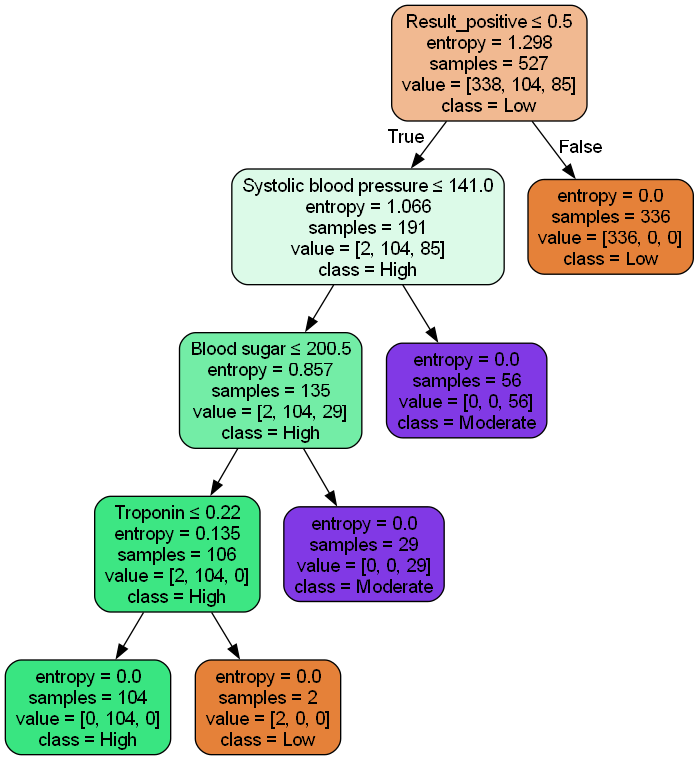 Result_positive ≤ 0.5
entropy = 1.298
samples = 527
value = [338, 104, 85]
class = Low
True
False
Systolic blood pressure ≤ 141.0
entropy = 1.066
samples = 191
value = [2, 104, 85]
class = High
entropy = 0.0
samples = 336
value = [336, 0, 0]
class = Low
Blood sugar ≤ 200.5
entropy = 0.857
samples = 135
value = [2, 104, 29]
class = High
entropy = 0.0
samples = 56
value = [0, 0, 56]
class = Moderate
Troponin ≤ 0.22
entropy = 0.135
samples = 106
value = [2, 104, 0]
class = High
entropy = 0.0
samples = 29
value = [0, 0, 29]
class = Moderate
entropy = 0.0
samples = 104
value = [0, 104, 0]
class = High
entropy = 0.0
samples = 2
value = [2, 0, 0]
class = Low